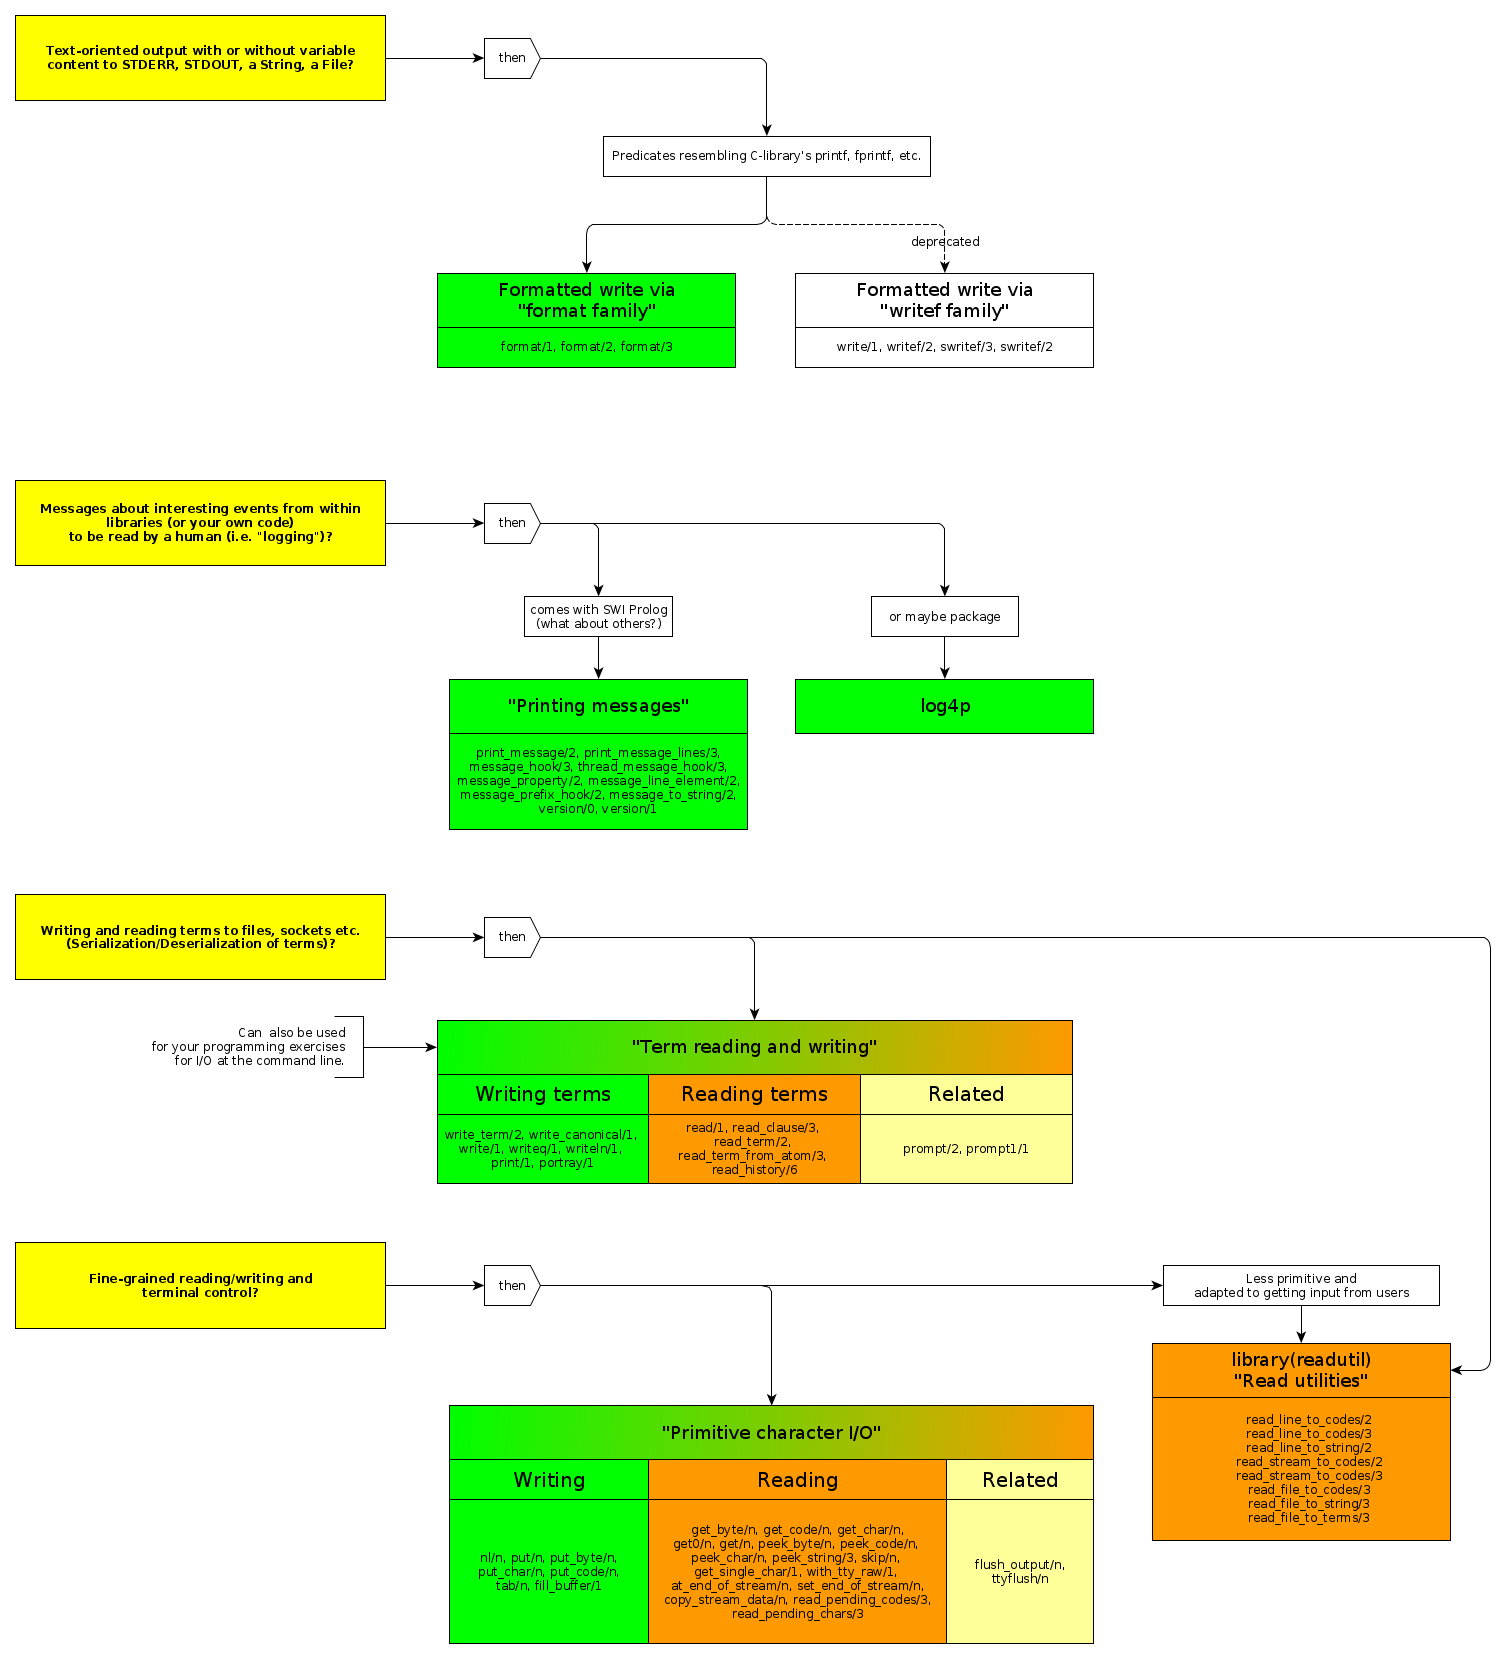 Text-oriented output with or without variable
content to STDERR, STDOUT, a String, a File?
then
Predicates resembling C-library's printf, fprintf, etc.
deprecated
Formatted write via
"format family"
format/1, format/2, format/3
Formatted write via
"writef family"
write/1, writef/2, swritef/3, swritef/2
Messages about interesting events from within
libraries (or your own code)
to be read by a human (i.e. "logging")?
then
comes with SWI Prolog
(what about others?)
or maybe package
"Printing messages"
print_message/2, print_message_lines/3,
message_hook/3, thread_message_hook/3,
message_property/2, message_line_element/2,
message_prefix_hook/2, message_to_string/2,
version/0, version/1
log4p
Writing and reading terms to files, sockets etc.
(Serialization/Deserialization of terms)?
then
Can  also be used
for your programming exercises
for I/O at the command line.
"Term reading and writing"
Writing terms
write_term/2, write_canonical/1,
write/1, writeq/1, writeln/1,
print/1, portray/1
Reading terms
read/1, read_clause/3,
read_term/2,
read_term_from_atom/3,
read_history/6
Related
prompt/2, prompt1/1
Fine-grained reading/writing and
terminal control?
then
Less primitive and
adapted to getting input from users
library(readutil)
"Read utilities"
read_line_to_codes/2
read_line_to_codes/3
read_line_to_string/2
read_stream_to_codes/2
read_stream_to_codes/3
read_file_to_codes/3
read_file_to_string/3
read_file_to_terms/3
"Primitive character I/O"
Writing
nl/n, put/n, put_byte/n,
put_char/n, put_code/n,
tab/n, fill_buffer/1
Reading
get_byte/n, get_code/n, get_char/n,
get0/n, get/n, peek_byte/n, peek_code/n,
peek_char/n, peek_string/3, skip/n,
get_single_char/1, with_tty_raw/1,
at_end_of_stream/n, set_end_of_stream/n,
copy_stream_data/n, read_pending_codes/3,
read_pending_chars/3
Related
flush_output/n,
ttyflush/n